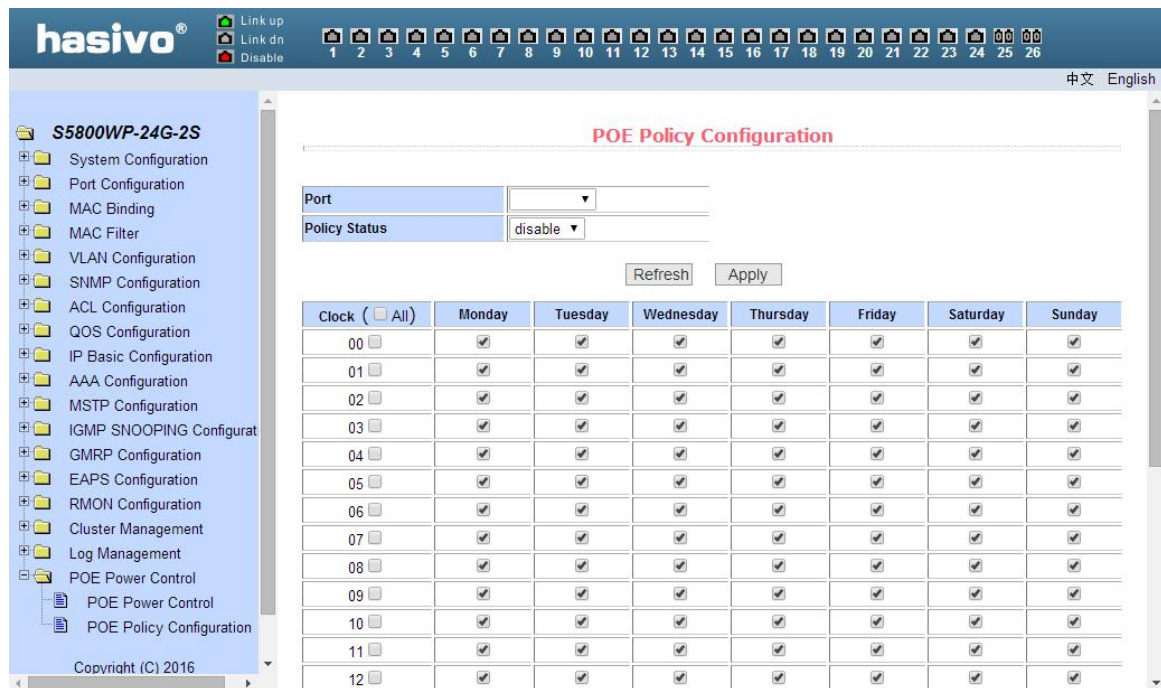 hasivo®
Link up
Link dn
Disable
1 2 3 4 5 6 7 8 9 10 11 12 13 14 15 16 17 18 19 20 21 22 23 24 25 26
中文 English
S5800WP-24G-2S
System Configuration
Port Configuration
MAC Binding
MAC Filter
VLAN Configuration
SNMP Configuration
ACL Configuration
QOS Configuration
IP Basic Configuration
AAA Configuration
MSTP Configuration
IGMP SNOOPING Configurat
GMRP Configuration
EAPS Configuration
RMON Configuration
Cluster Management
Log Management
POE Power Control
POE Power Control
POE Policy Configuration
Copyright (C) 2016
POE Policy Configuration
Port
Policy Status disable
Refresh Apply
Clock ( All) Monday Tuesday Wednesday Thursday Friday Saturday Sunday
00
01
02
03
04
05
06
07
08
09
10
11
12